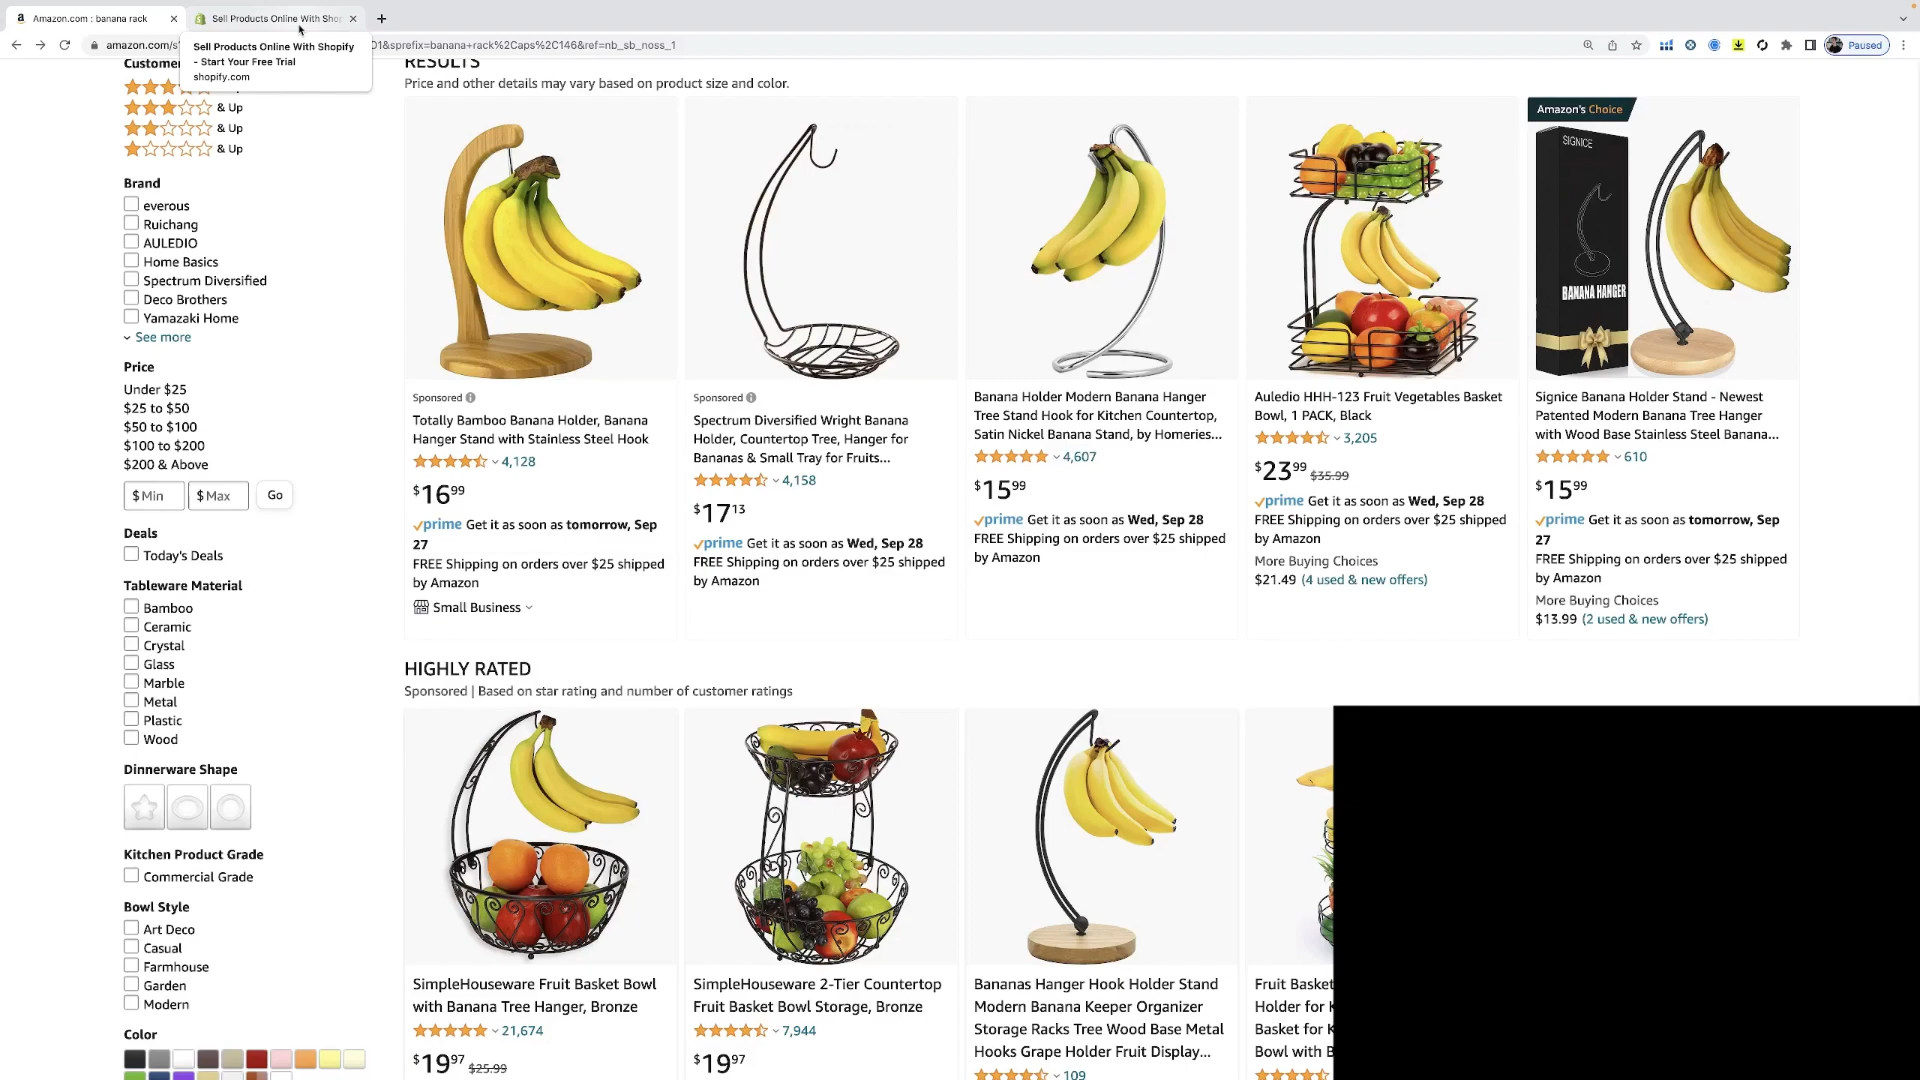 Amazon.com : banana rack
Sell Products Online With Sho
amazon.com/s
01&sprefix=banana+rack%2Caps%2C146&ref=nb_sb_noss_1
Paused
Sell Products Online With Shopify
- Start Your Free Trial
shopify.com
Customer
& Up
& Up
& Up
& Up
Brand
everous
Ruichang
AULEDIO
Home Basics
Spectrum Diversified
Deco Brothers
Yamazaki Home
See more
Price
Under $25
$25 to $50
$50 to $100
$100 to $200
$200 & Above
$ Min
$ Max
Go
Deals
Today's Deals
Tableware Material
Bamboo
Ceramic
Crystal
Glass
Marble
Metal
Plastic
Wood
Dinnerware Shape
Kitchen Product Grade
Commercial Grade
Bowl Style
Art Deco
Casual
Farmhouse
Garden
Modern
Color
RESULTS
Price and other details may vary based on product size and color.
Sponsored
Totally Bamboo Banana Holder, Banana
Hanger Stand with Stainless Steel Hook
4,128
$16 99
prime Get it as soon as tomorrow, Sep
27
FREE Shipping on orders over $25 shipped
by Amazon
Small Business
Sponsored
Spectrum Diversified Wright Banana
Holder, Countertop Tree, Hanger for
Bananas & Small Tray for Fruits...
4,158
$17 13
prime Get it as soon as Wed, Sep 28
FREE Shipping on orders over $25 shipped
by Amazon
Banana Holder Modern Banana Hanger
Tree Stand Hook for Kitchen Countertop,
Satin Nickel Banana Stand, by Homeries...
4,607
$15 99
prime Get it as soon as Wed, Sep 28
FREE Shipping on orders over $25 shipped
by Amazon
Auledio HHH-123 Fruit Vegetables Basket
Bowl, 1 PACK, Black
3,205
$23 99 $35.99
prime Get it as soon as Wed, Sep 28
FREE Shipping on orders over $25 shipped
by Amazon
More Buying Choices
$21.49 (4 used & new offers)
Amazon's Choice
SIGNICE
BANANA HANGER
Signice Banana Holder Stand - Newest
Patented Modern Banana Tree Hanger
with Wood Base Stainless Steel Banana...
610
$15 99
prime Get it as soon as tomorrow, Sep
27
FREE Shipping on orders over $25 shipped
by Amazon
More Buying Choices
$13.99 (2 used & new offers)
HIGHLY RATED
Sponsored | Based on star rating and number of customer ratings
SimpleHouseware Fruit Basket Bowl
with Banana Tree Hanger, Bronze
21,674
$19 97 $25.99
SimpleHouseware 2-Tier Countertop
Fruit Basket Bowl Storage, Bronze
7,944
$19 97
Bananas Hanger Hook Holder Stand
Modern Banana Keeper Organizer
Storage Racks Tree Wood Base Metal
Hooks Grape Holder Fruit Display...
109
Fruit Basket
Holder for
Basket for
Bowl with B